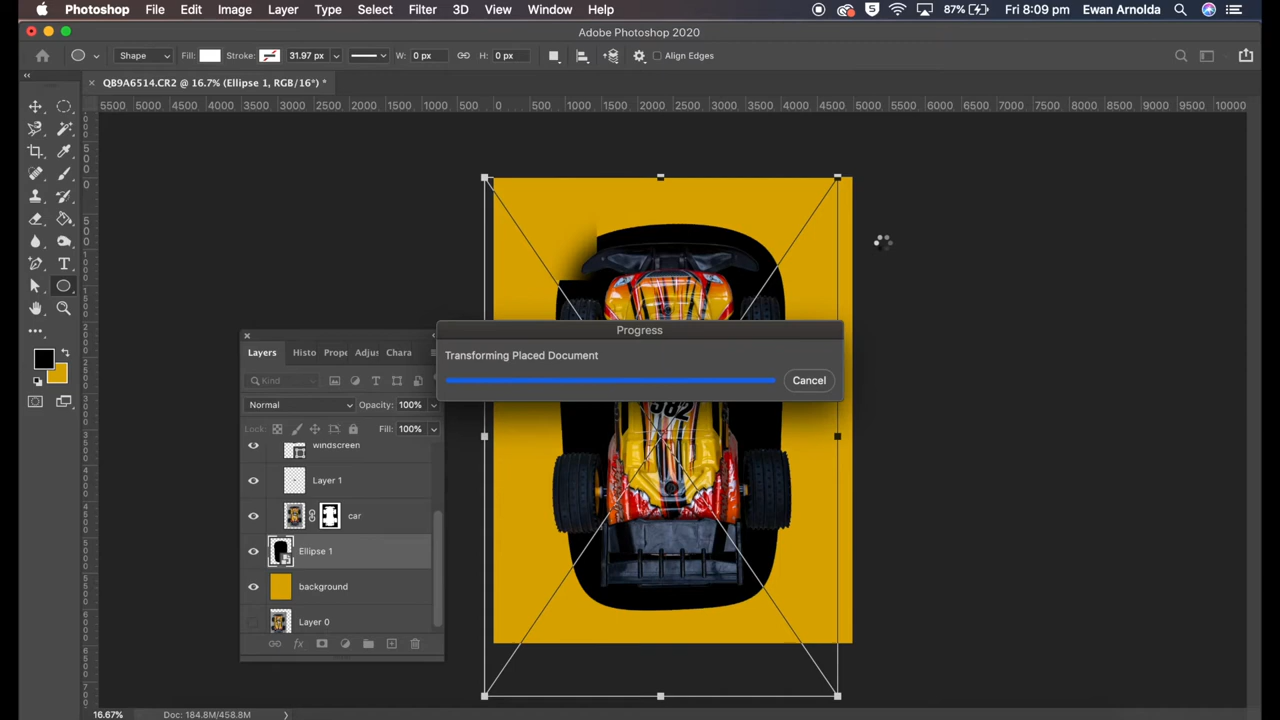 Photoshop File Edit Image Layer Type Select Filter 3D View Window Help 87% Fri 8:09 pm Ewan Arnolda
Adobe Photoshop 2020
Shape Fill: Stroke: 31.97 px W: 0 px H: 0 px Align Edges
× QB9A6514.CR2 @ 16.7% (Ellipse 1, RGB/16*) *
5500 5000 4500 4000 3500 3000 2500 2000 1500 1000 500 0 500 1000 1500 2000 2500 3000 3500 4000 4500 5000 5500 6000 6500 7000 7500 8000 8500 9000 9500 10000
Progress
Transforming Placed Document
Cancel
Layers Histo Prope Adjus Chara
Kind
Normal Opacity: 100%
Lock: Fill: 100%
windscreen
Layer 1
car
Ellipse 1
background
Layer 0
382
16.67% Doc: 184.8M/458.8M